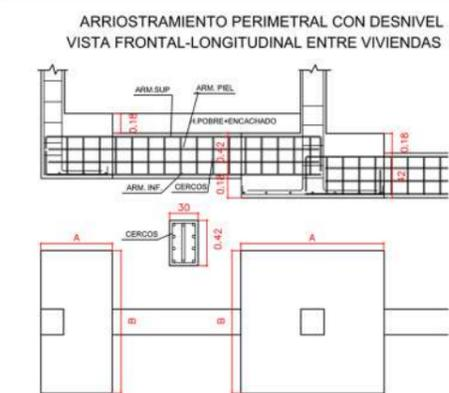 ARRIOSTRAMIENTO PERIMETRAL CON DESNIVEL
VISTA FRONTAL-LONGITUDINAL ENTRE VIVIENDAS
ARM.SUP
ARM. PIEL
0.18
H.POBRE+ENCACHADO
0.42
0.18
0.18
42
ARM. INF.
CERCOS
30
CERCOS
0.42
A
A
B
B